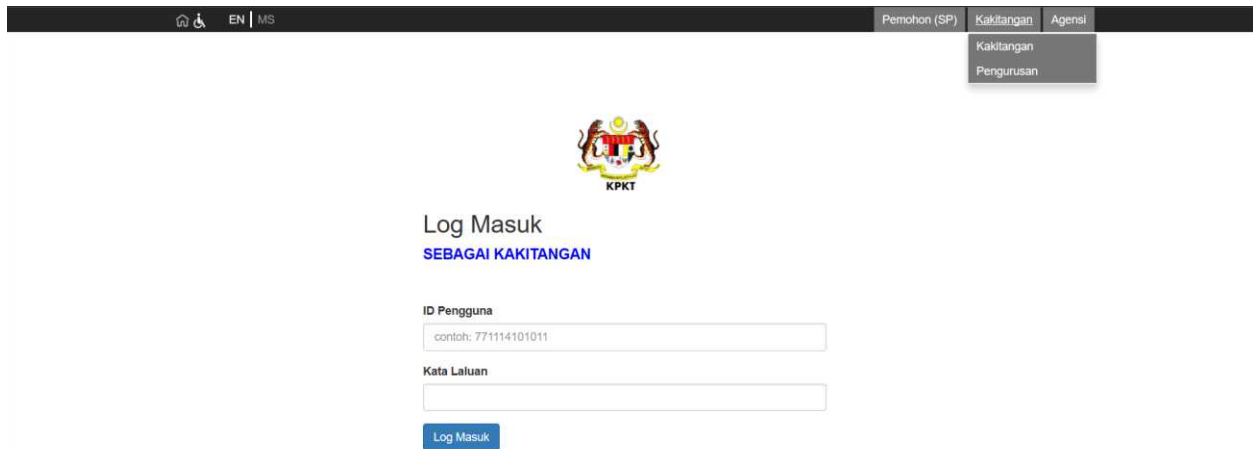 EN MS Pemohon (SP) Kakitangan Agensi
Kakitangan
Pengurusan
KPKT
Log Masuk
SEBAGAI KAKITANGAN
ID Pengguna
contoh: 771114101011
Kata Laluan
Log Masuk